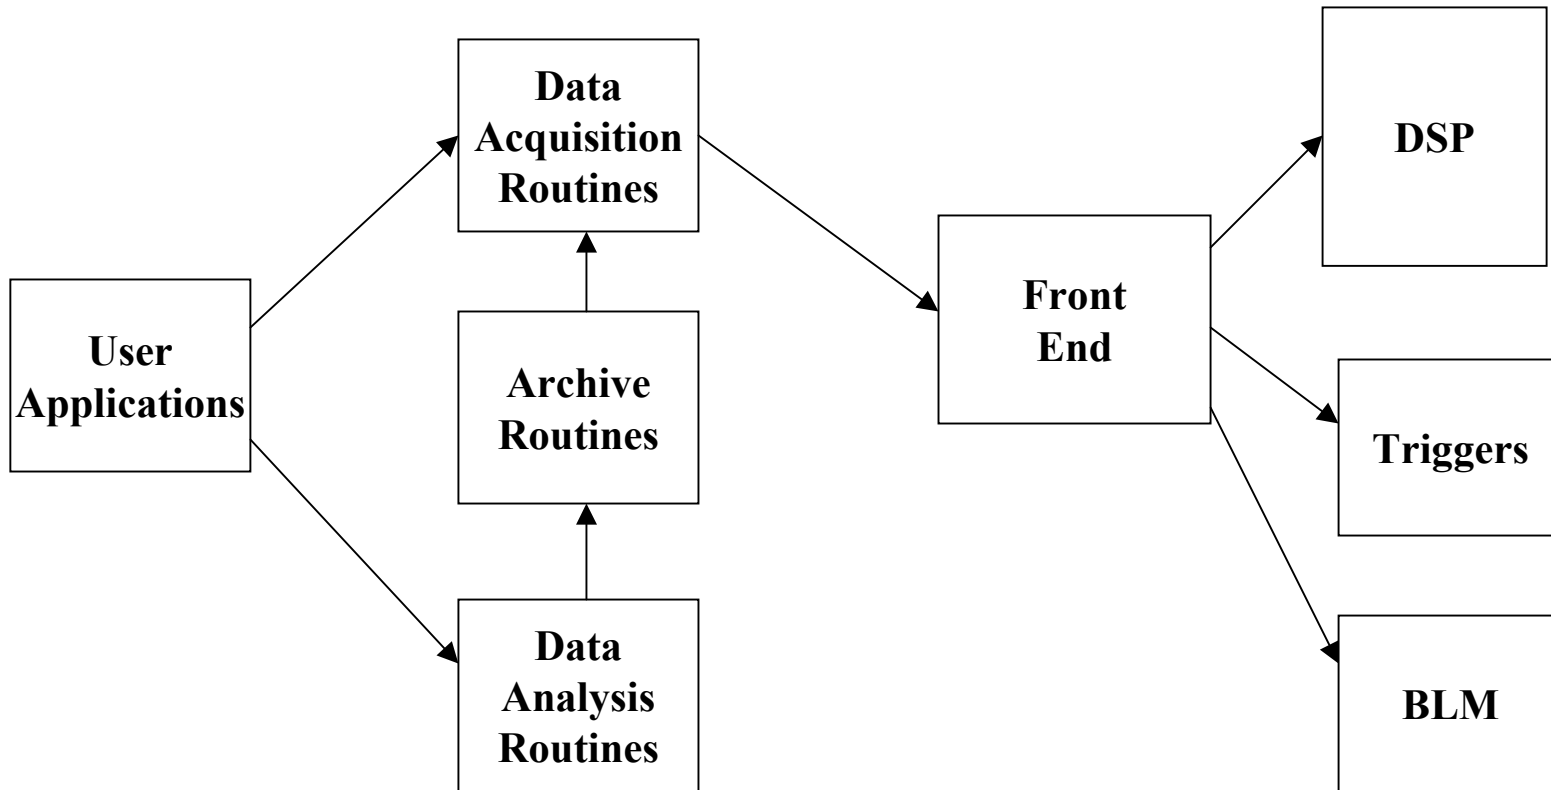 User
Applications
Data
Acquisition
Routines
Archive
Routines
Data
Analysis
Routines
Front
End
DSP
Triggers
BLM